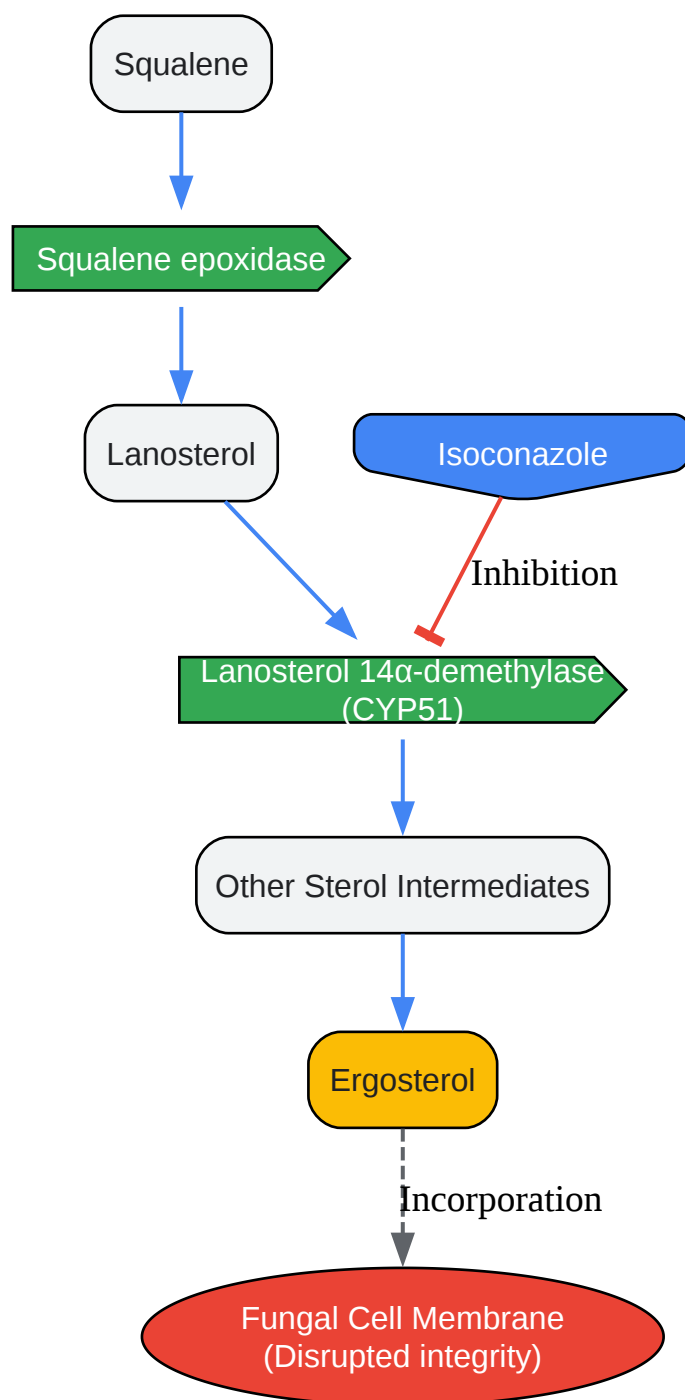 Squalene
Squalene epoxidase
Lanosterol
Isoconazole
Inhibition
Lanosterol 14α-demethylase
(CYP51)
Other Sterol Intermediates
Ergosterol
Incorporation
Fungal Cell Membrane
(Disrupted integrity)